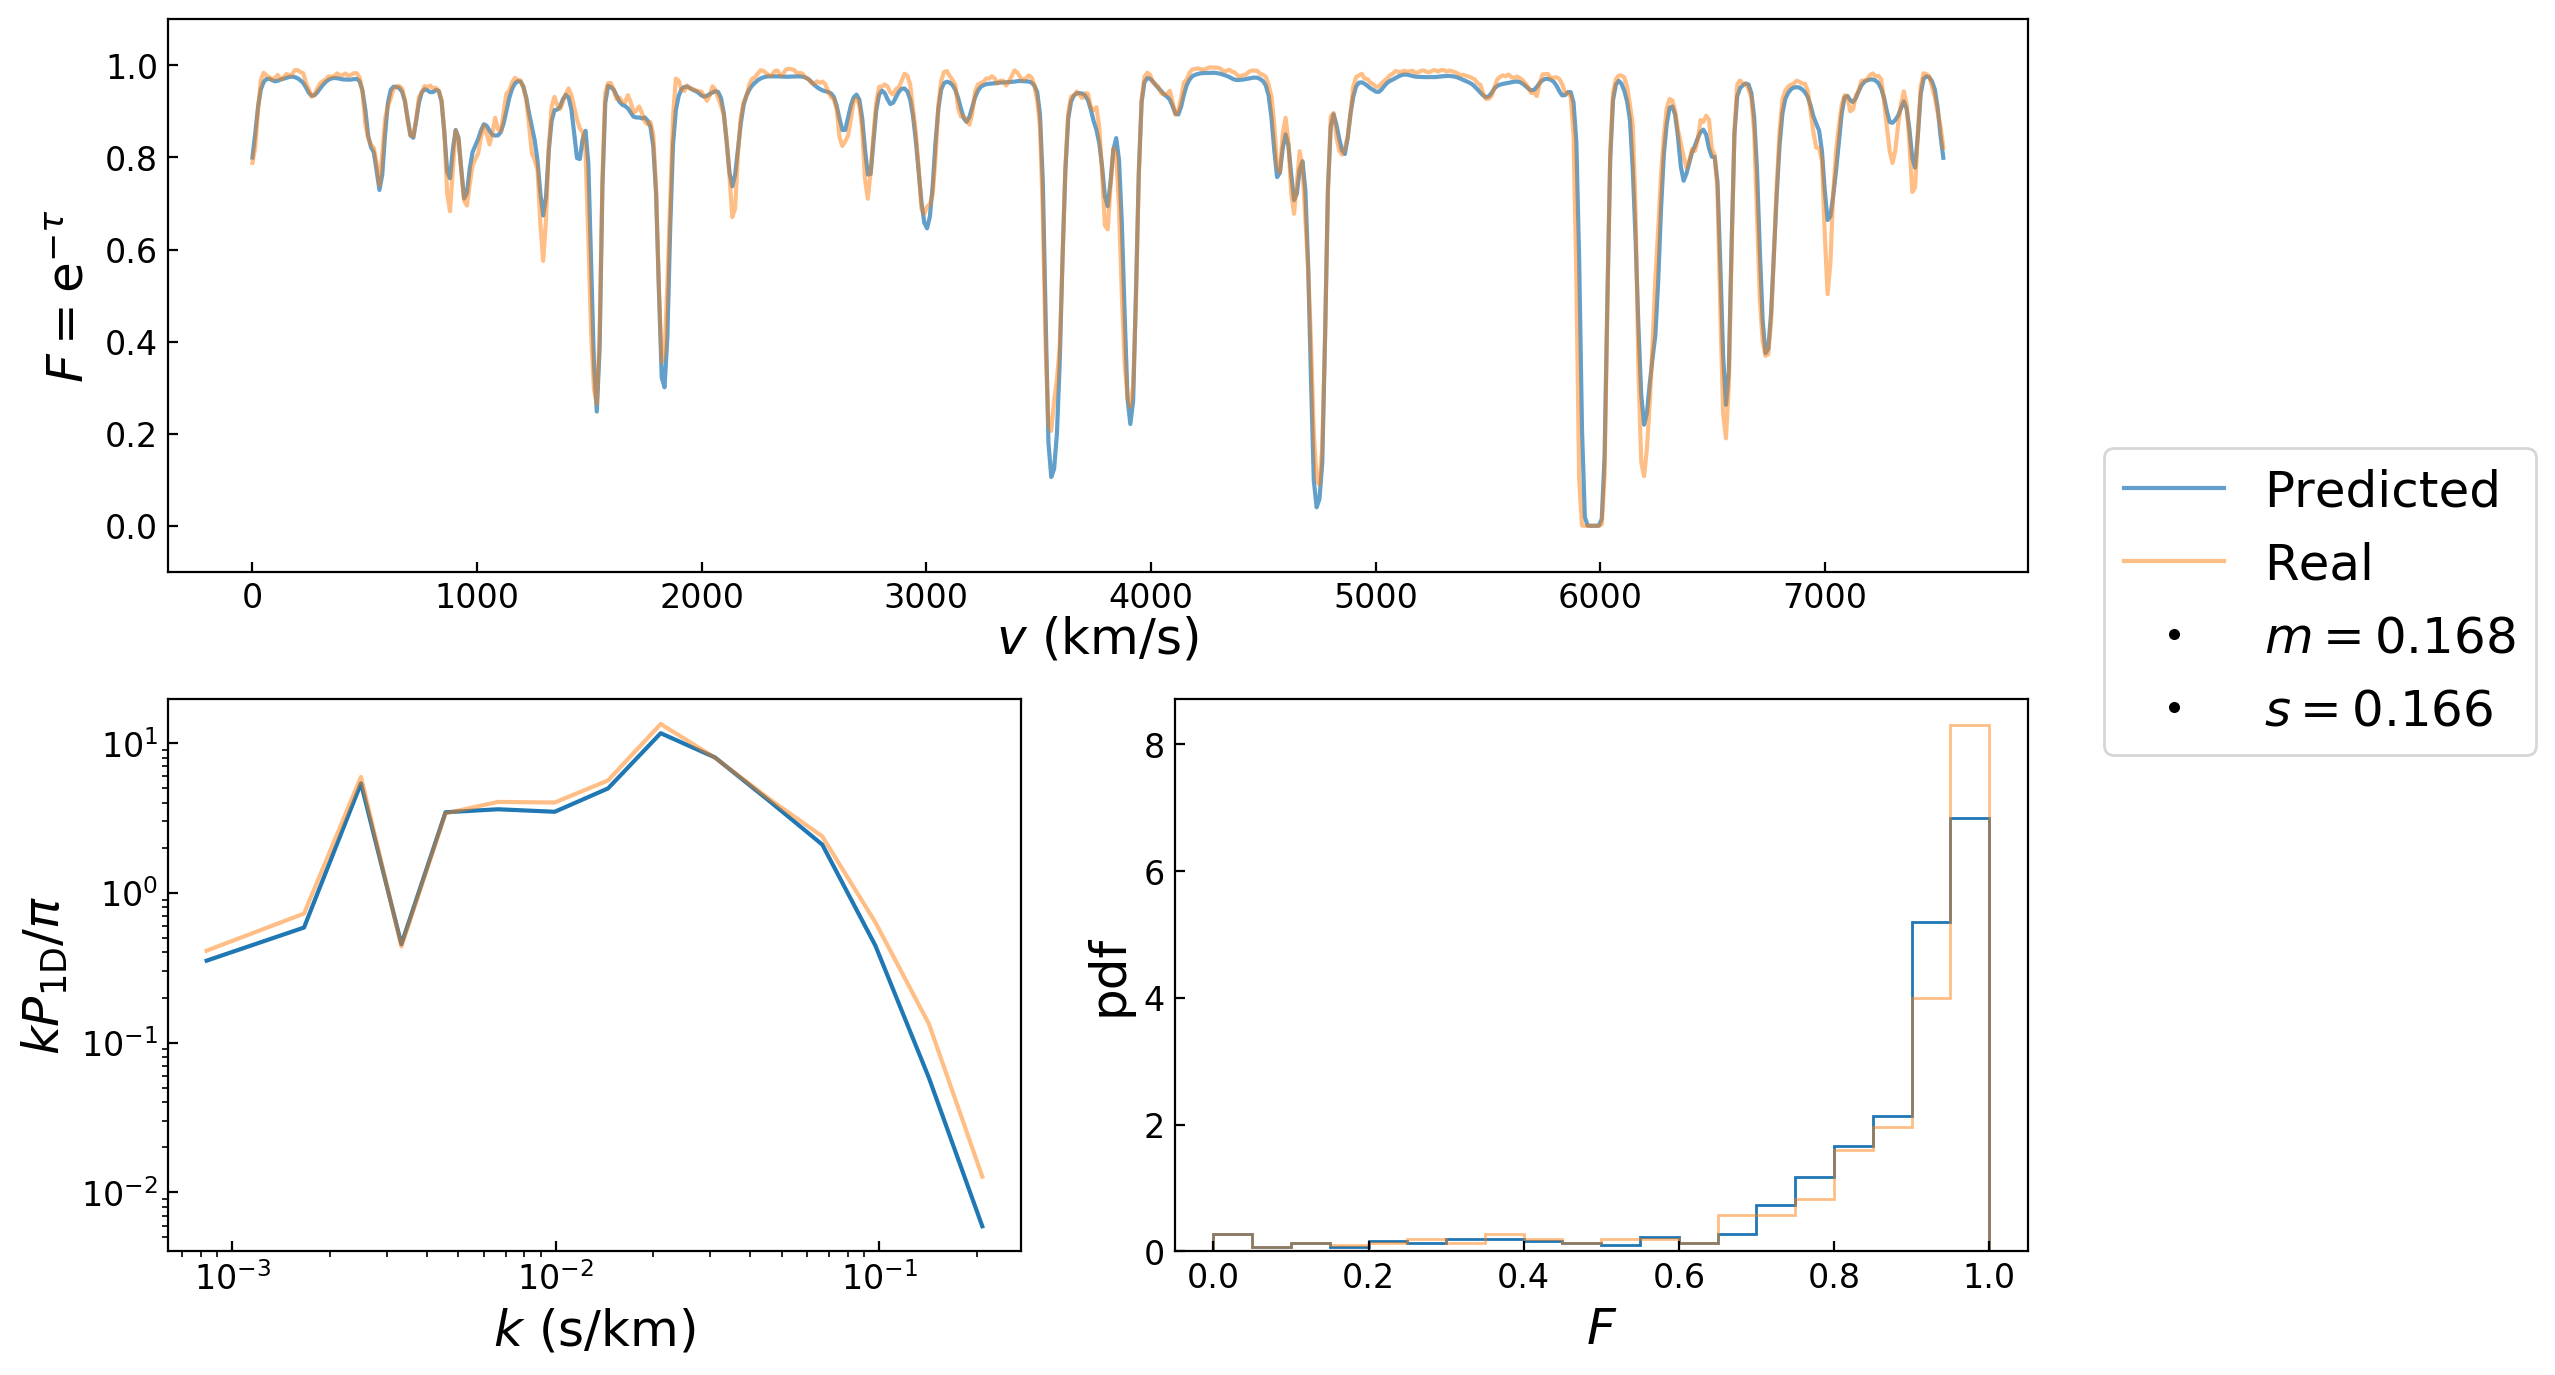 F = e^{−τ}
1.0
0.8
0.6
0.4
0.2
0.0
0 1000 2000 3000 4000 5000 6000 7000
v (km/s)
Predicted
Real
m = 0.168
s = 0.166
kP_{1D}/π
10^1
10^0
10^{−1}
10^{−2}
10^{−3} 10^{−2} 10^{−1}
k (s/km)
pdf
8
6
4
2
0
0.0 0.2 0.4 0.6 0.8 1.0
F